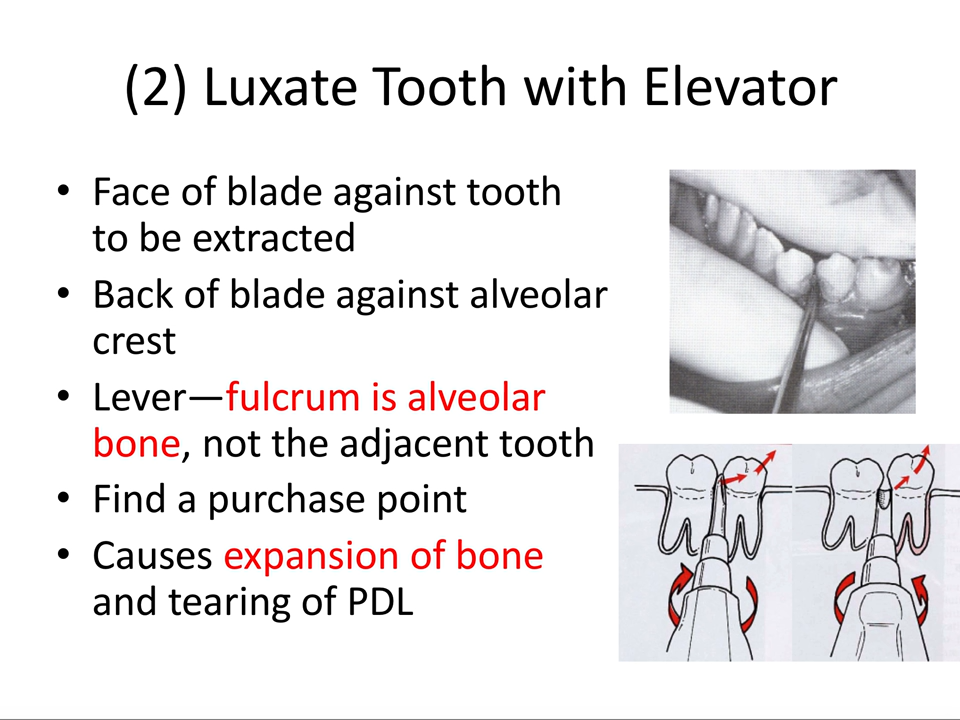 (2) Luxate Tooth with Elevator
• Face of blade against tooth
to be extracted
• Back of blade against alveolar
crest
• Lever—fulcrum is alveolar
bone, not the adjacent tooth
• Find a purchase point
• Causes expansion of bone
and tearing of PDL